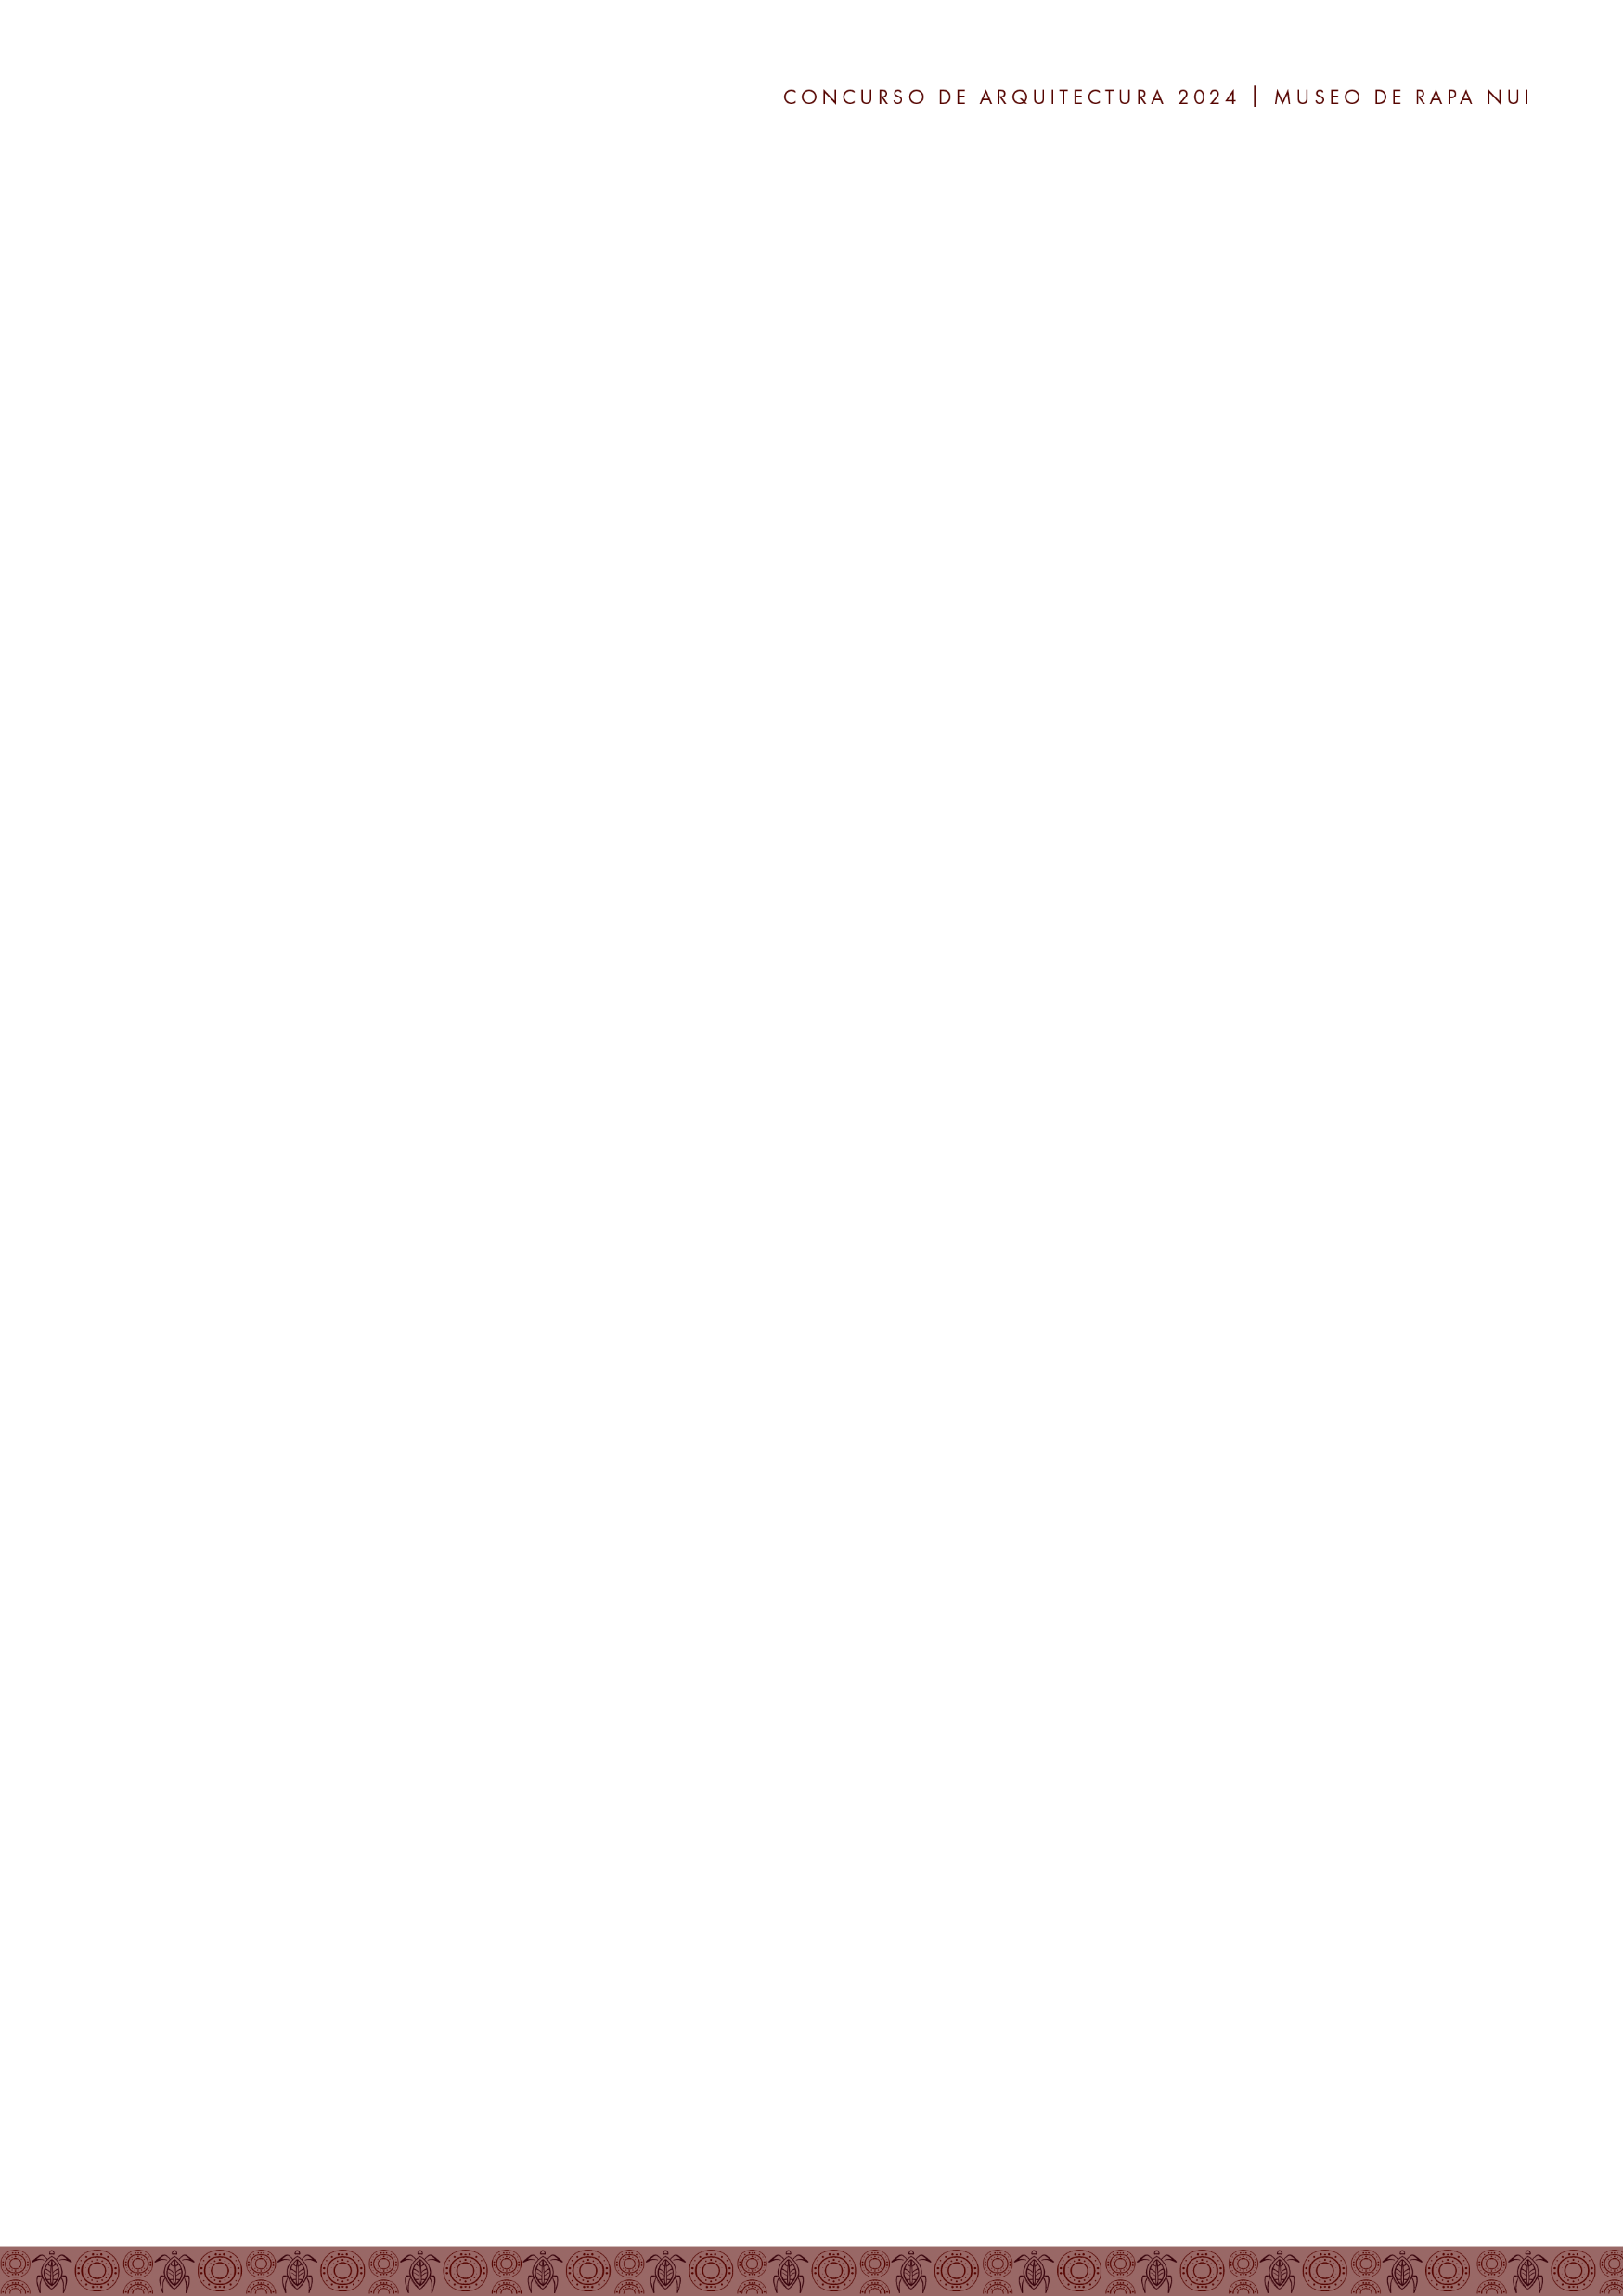 CONCURSO DE ARQUITECTURA 2024 | MUSEO DE RAPA NUI